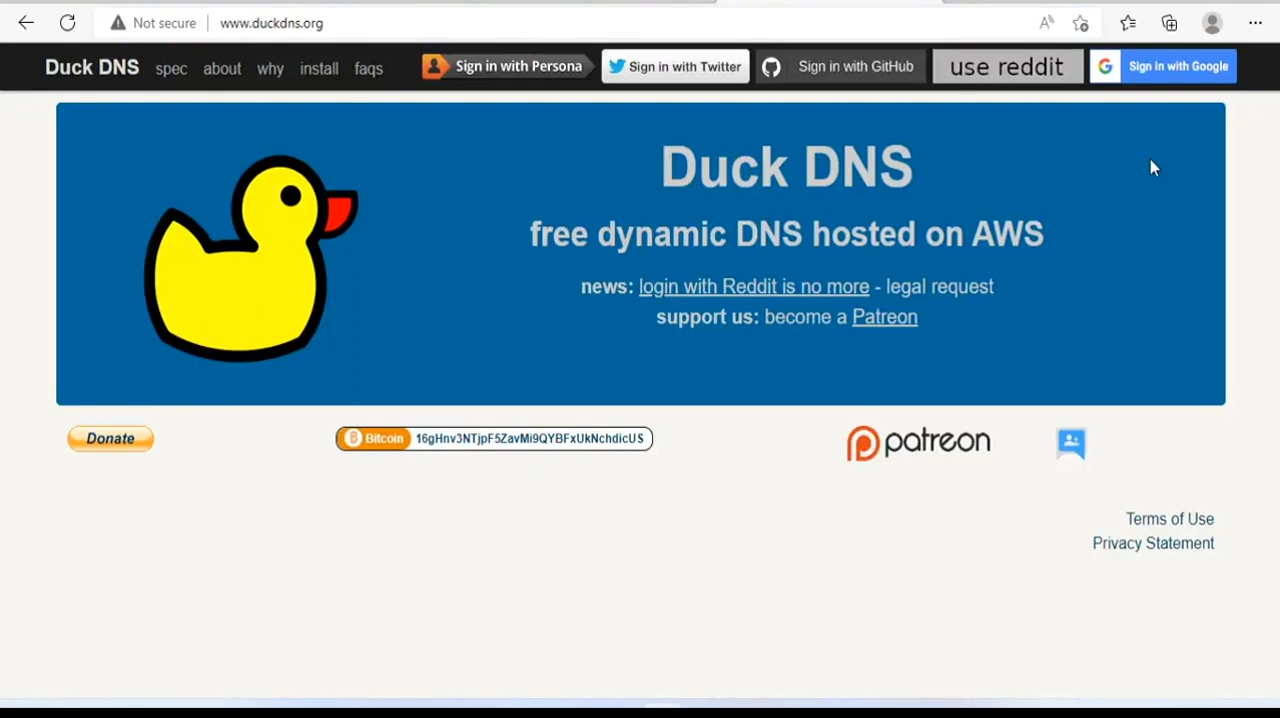 Not secure www.duckdns.org
Duck DNS spec about why install faqs Sign in with Persona Sign in with Twitter Sign in with GitHub use reddit Sign in with Google
Duck DNS
free dynamic DNS hosted on AWS
news: login with Reddit is no more - legal request
support us: become a Patreon
Donate Bitcoin 16gHnv3NTjpF5ZavMi9QYBFxUkNchdicUS patreon
Terms of Use
Privacy Statement